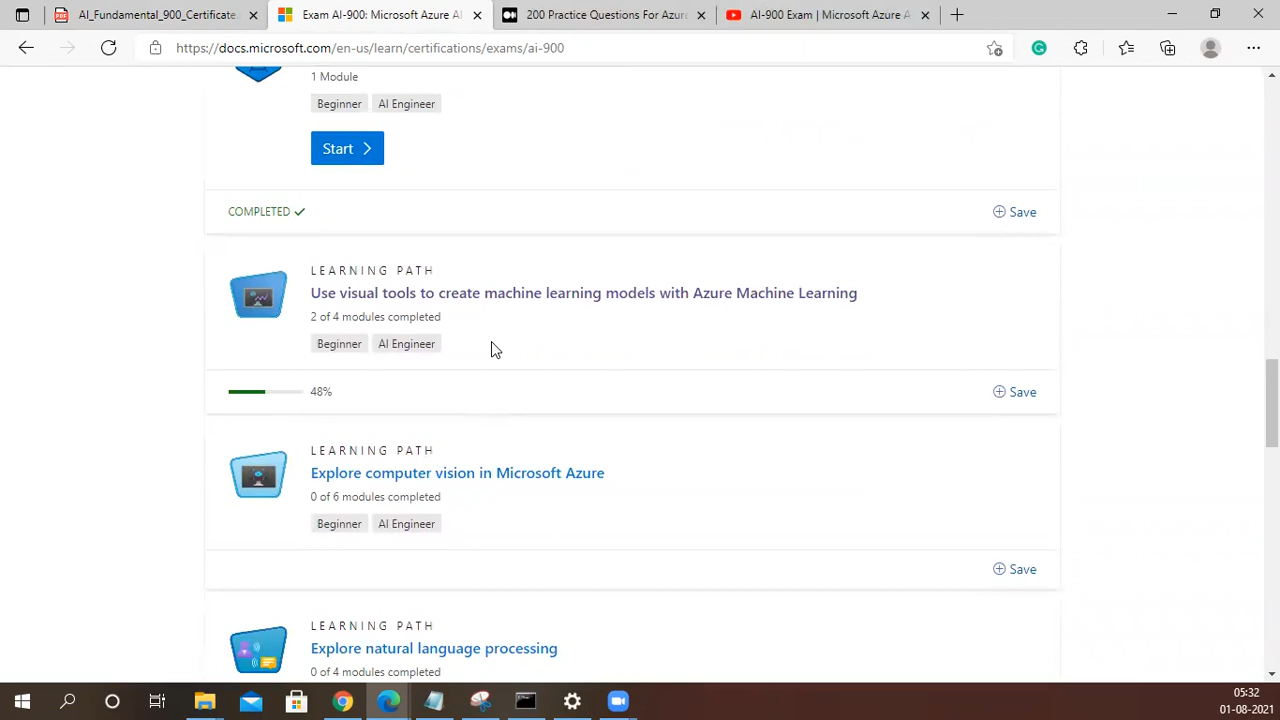 AI_Fundamental_900_Certificate.
Exam AI-900: Microsoft Azure AI
200 Practice Questions For Azure
AI-900 Exam | Microsoft Azure A
https://docs.microsoft.com/en-us/learn/certifications/exams/ai-900
1 Module
Beginner
AI Engineer
Start
COMPLETED
Save
LEARNING PATH
Use visual tools to create machine learning models with Azure Machine Learning
2 of 4 modules completed
Beginner
AI Engineer
48%
Save
LEARNING PATH
Explore computer vision in Microsoft Azure
0 of 6 modules completed
Beginner
AI Engineer
Save
LEARNING PATH
Explore natural language processing
0 of 4 modules completed
05:32
01-08-2021